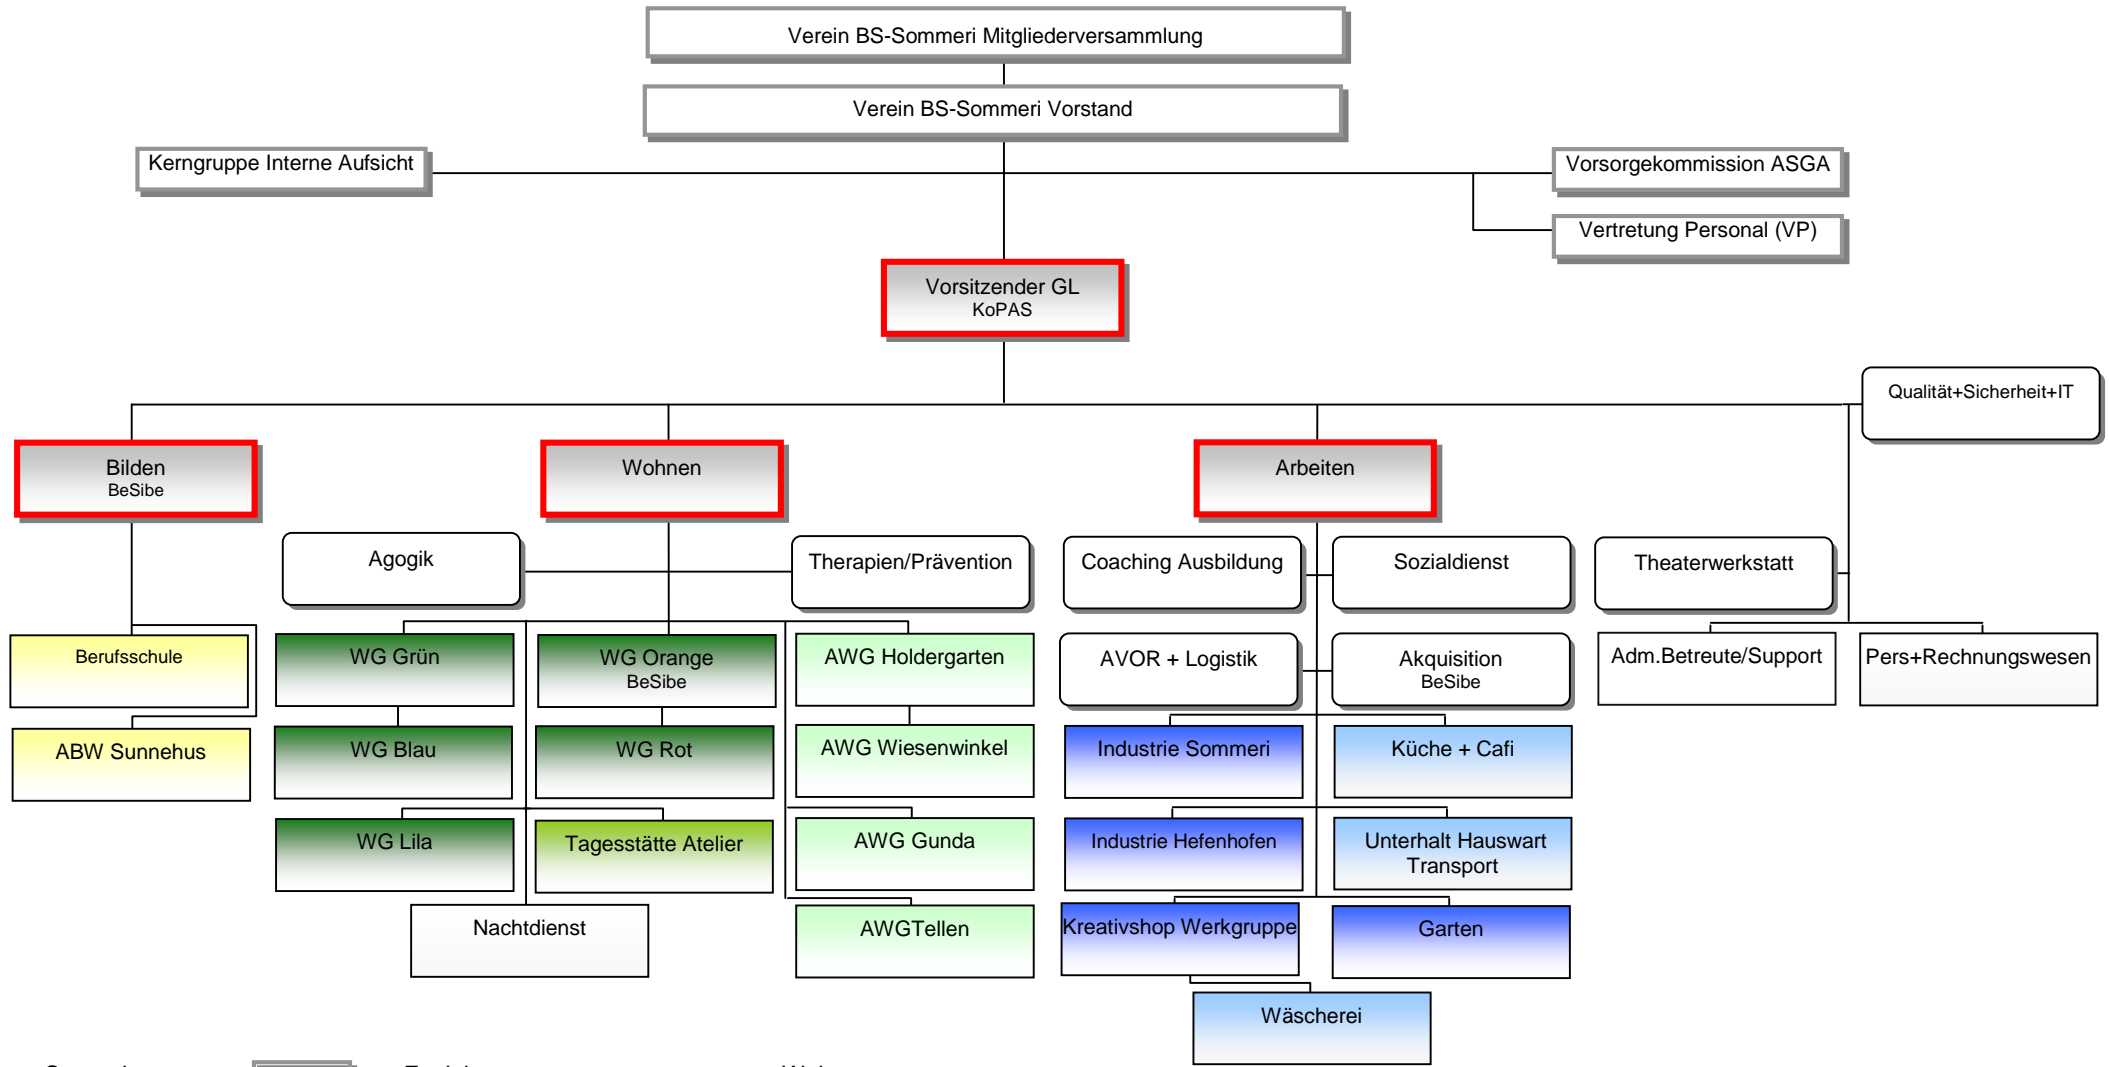 Verein BS-Sommeri Mitgliederversammlung
Verein BS-Sommeri Vorstand
Kerngruppe Interne Aufsicht
Vorsorgekommission ASGA
Vertretung Personal (VP)
Vorsitzender GL
KoPAS
Qualität+Sicherheit+IT
Bilden
BeSibe
Wohnen
Arbeiten
Agogik
Therapien/Prävention
Coaching Ausbildung
Sozialdienst
Theaterwerkstatt
Berufsschule
WG Grün
WG Orange
BeSibe
AWG Holdergarten
AVOR + Logistik
Akquisition
BeSibe
Adm.Betreute/Support
Pers+Rechnungswesen
ABW Sunnehus
WG Blau
WG Rot
AWG Wiesenwinkel
Industrie Sommeri
Küche + Cafi
WG Lila
Tagesstätte Atelier
AWG Gunda
Industrie Hefenhofen
Unterhalt Hauswart
Transport
Nachtdienst
AWGTellen
Kreativshop Werkgruppe
Garten
Wäscherei